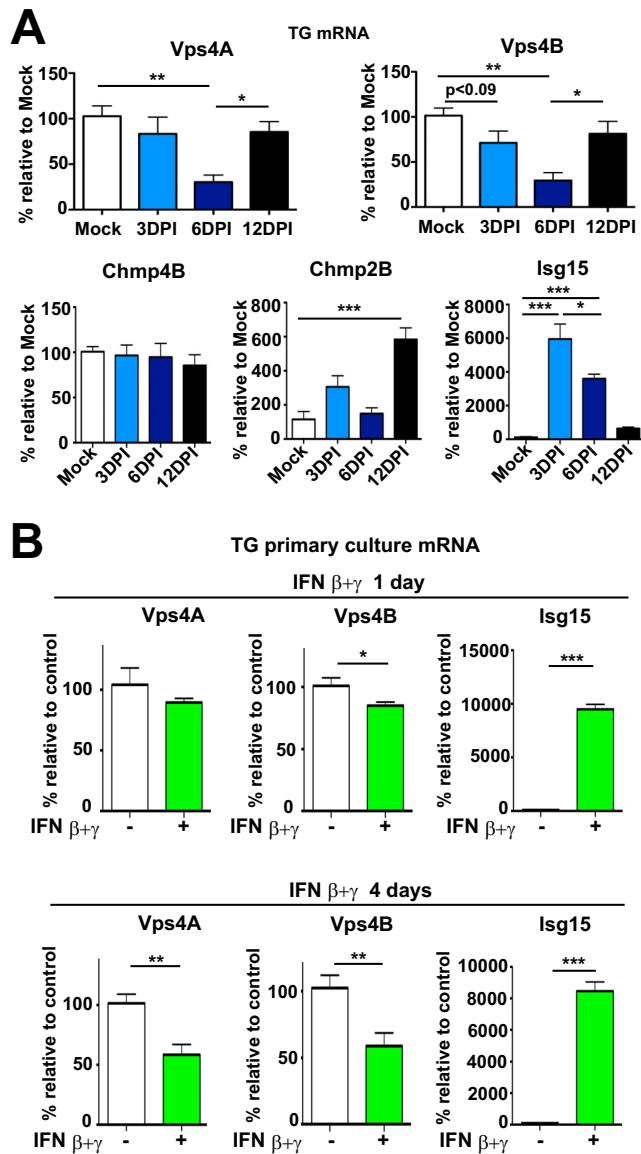 A
TG mRNA
Vps4A
Vps4B
% relative to Mock
150
100
50
0
**
*
Mock 3DPI 6DPI 12DPI
% relative to Mock
150
100
50
0
**
p<0.09
*
Mock 3DPI 6DPI 12DPI
Chmp4B
% relative to Mock
150
100
50
0
Mock 3DPI 6DPI 12DPI
Chmp2B
% relative to Mock
800
600
400
200
0
***
Mock 3DPI 6DPI 12DPI
Isg15
% relative to Mock
8000
6000
4000
2000
0
***
*** *
Mock 3DPI 6DPI 12DPI
B
TG primary culture mRNA
IFN β+γ 1 day
Vps4A
% relative to control
100
50
0
IFN β+γ - +
Vps4B
% relative to control
100
50
0
*
IFN β+γ - +
Isg15
% relative to control
15000
10000
5000
0
***
IFN β+γ - +
IFN β+γ 4 days
Vps4A
% relative to control
100
50
0
**
IFN β+γ - +
Vps4B
% relative to control
100
50
0
**
IFN β+γ - +
Isg15
% relative to control
10000
8000
6000
4000
2000
0
***
IFN β+γ - +